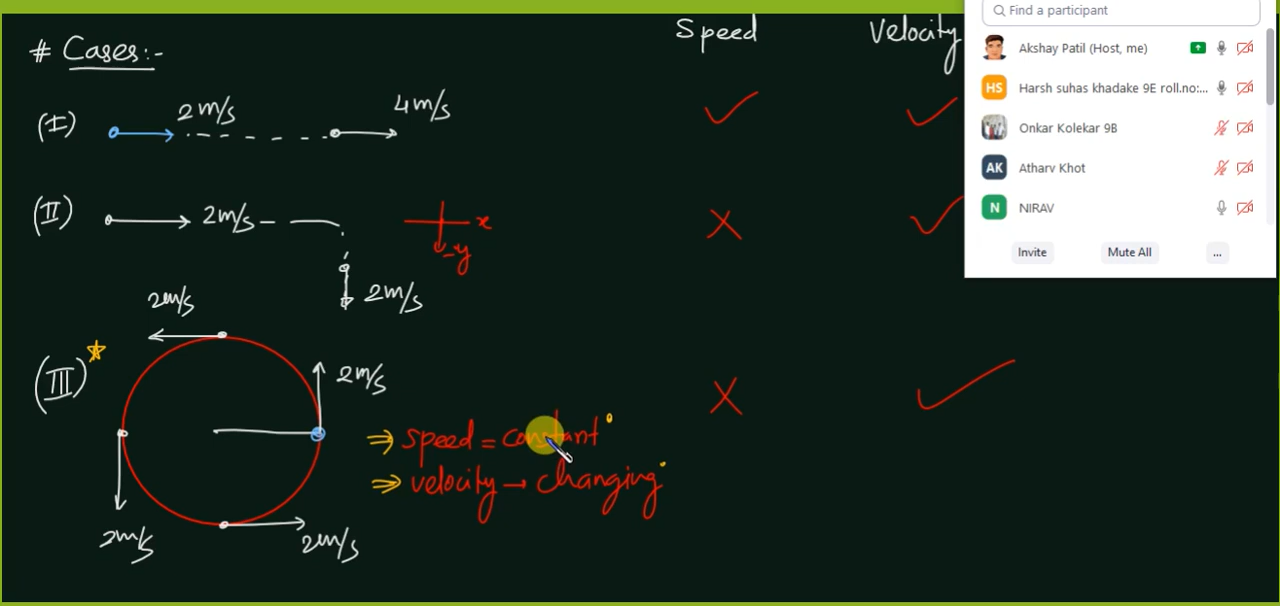 Speed Velocity
# Cases:-
(I) 2m/s 4m/s
(II) 2m/s x
-y
2m/s
2m/s
(III) 2m/s
⇒ speed = constant
⇒ velocity → changing
2m/s 2m/s
Find a participant
Akshay Patil (Host, me)
HS Harsh suhas khadake 9E roll.no:...
Onkar Kolekar 9B
AK Atharv Khot
N NIRAV
Invite Mute All ...